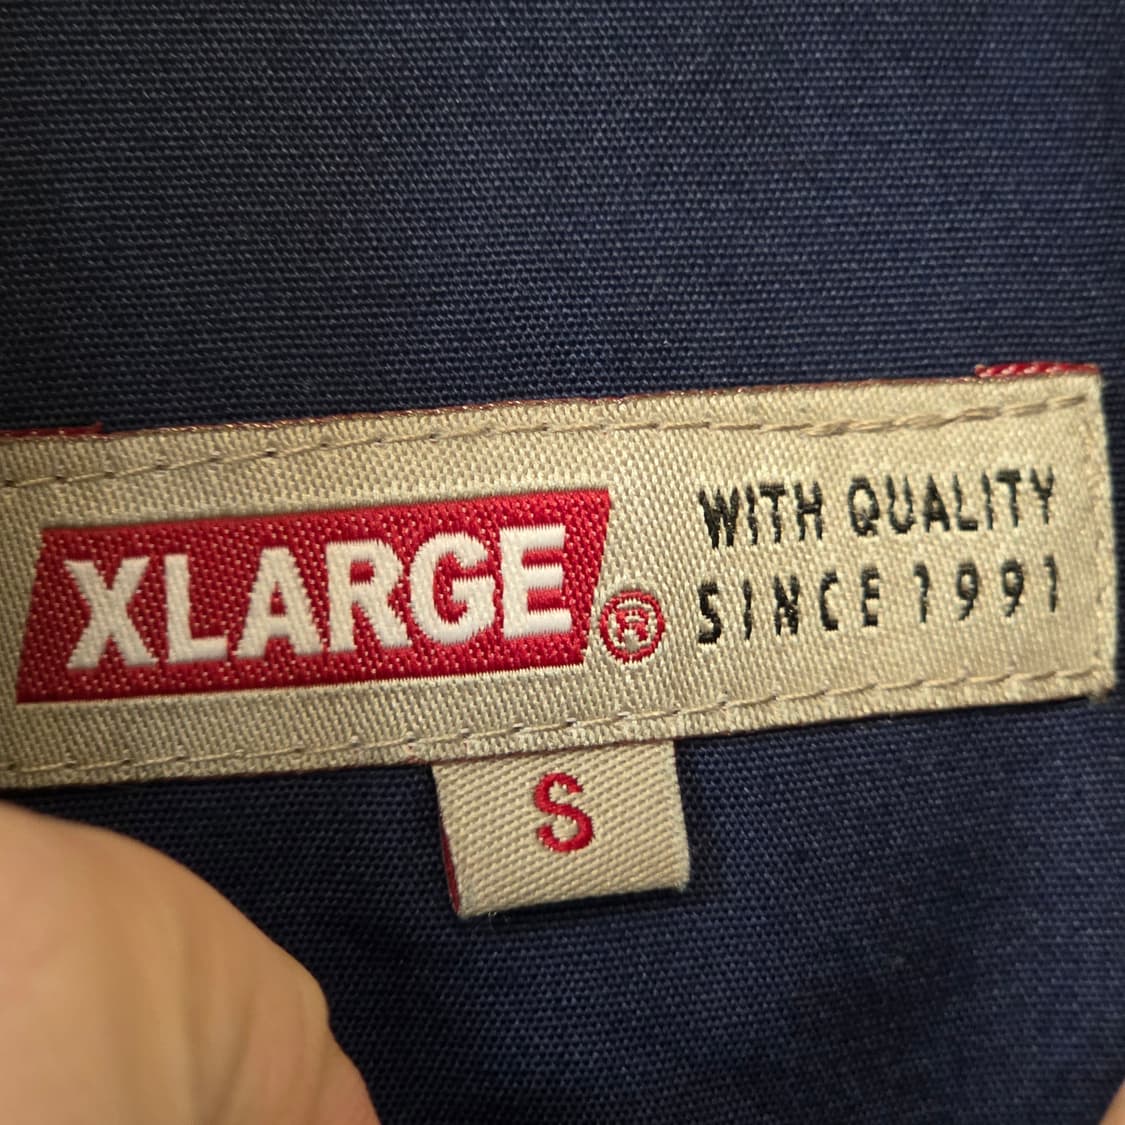 XLARGE®
WITH QUALITY
SINCE 1991
S